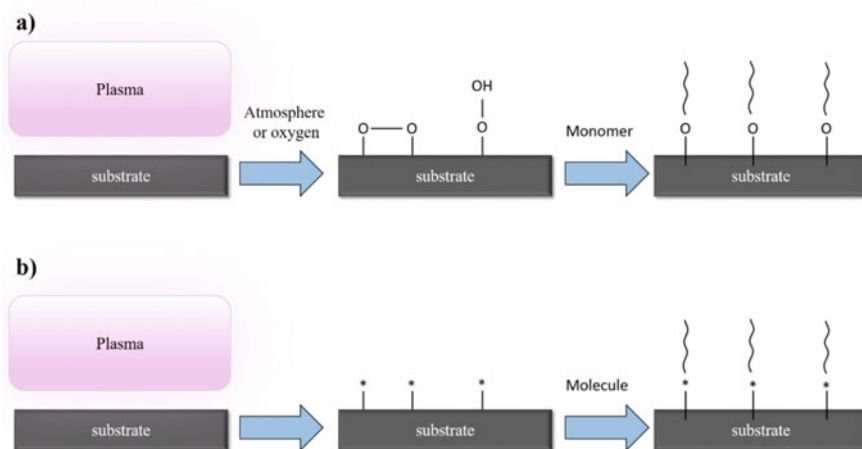 a)
Plasma
substrate
Atmosphere
or oxygen
O
O
OH
O
substrate
Monomer
O
O
O
substrate
b)
Plasma
substrate
*
*
*
substrate
Molecule
*
*
*
substrate